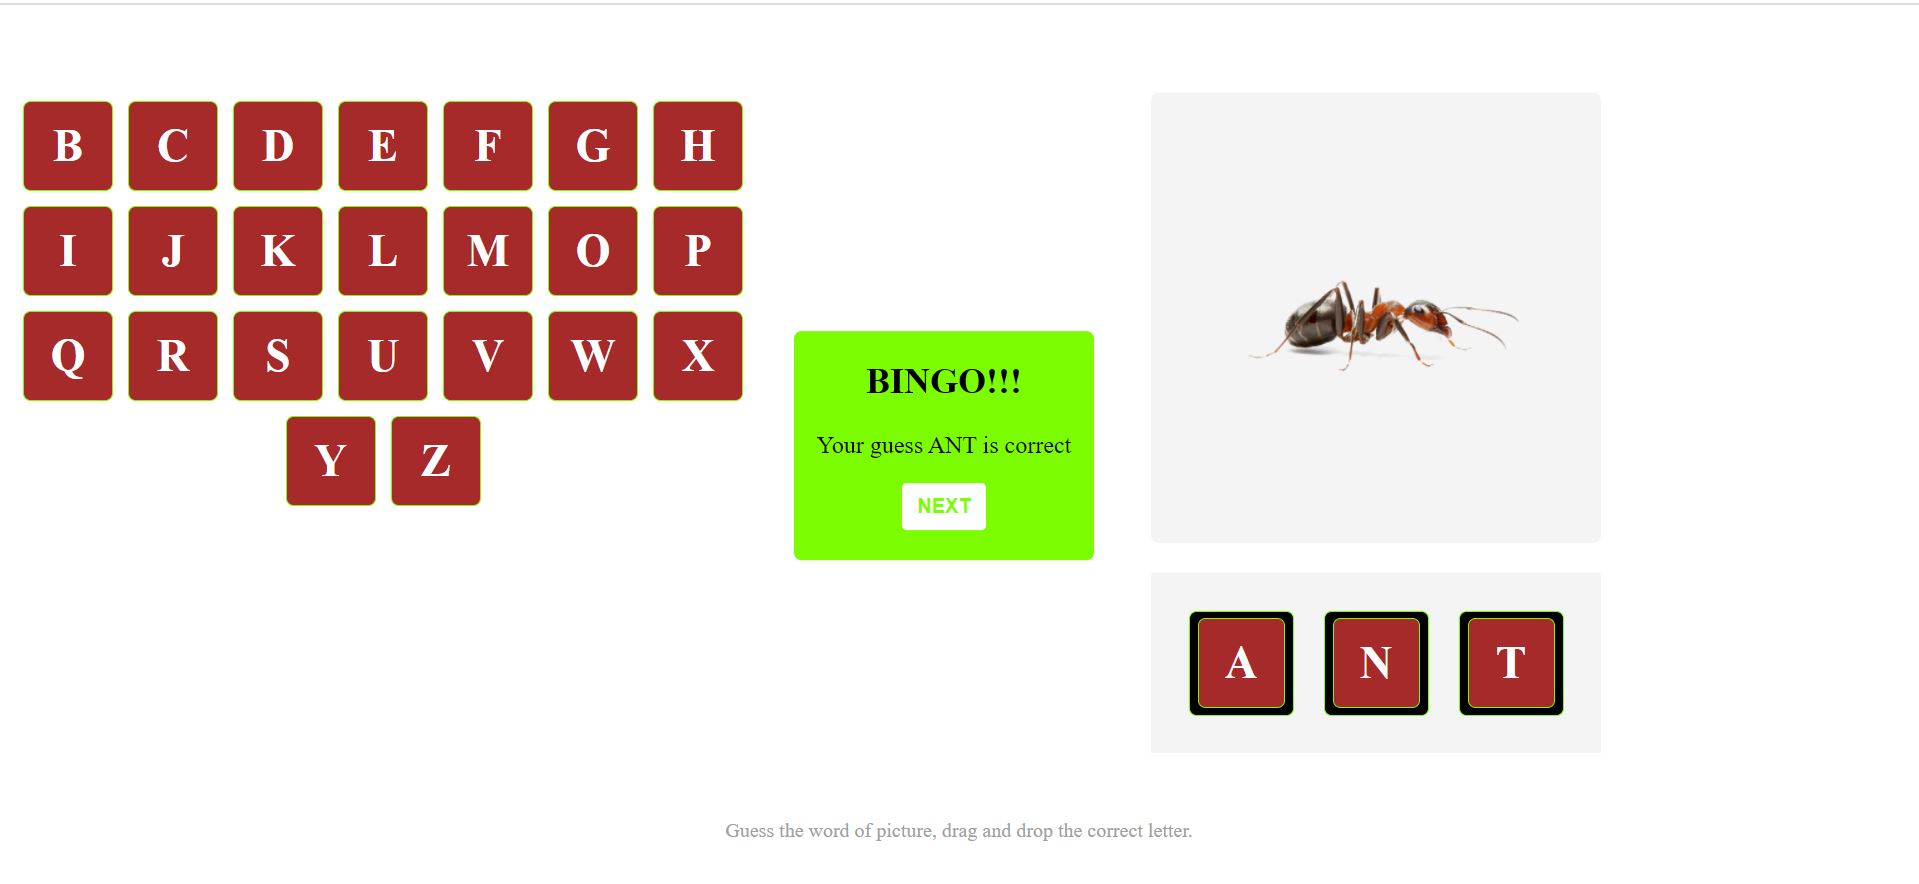 B C D E F G H
I J K L M O P
Q R S U V W X
Y Z
BINGO!!!
Your guess ANT is correct
NEXT
A N T
Guess the word of picture, drag and drop the correct letter.